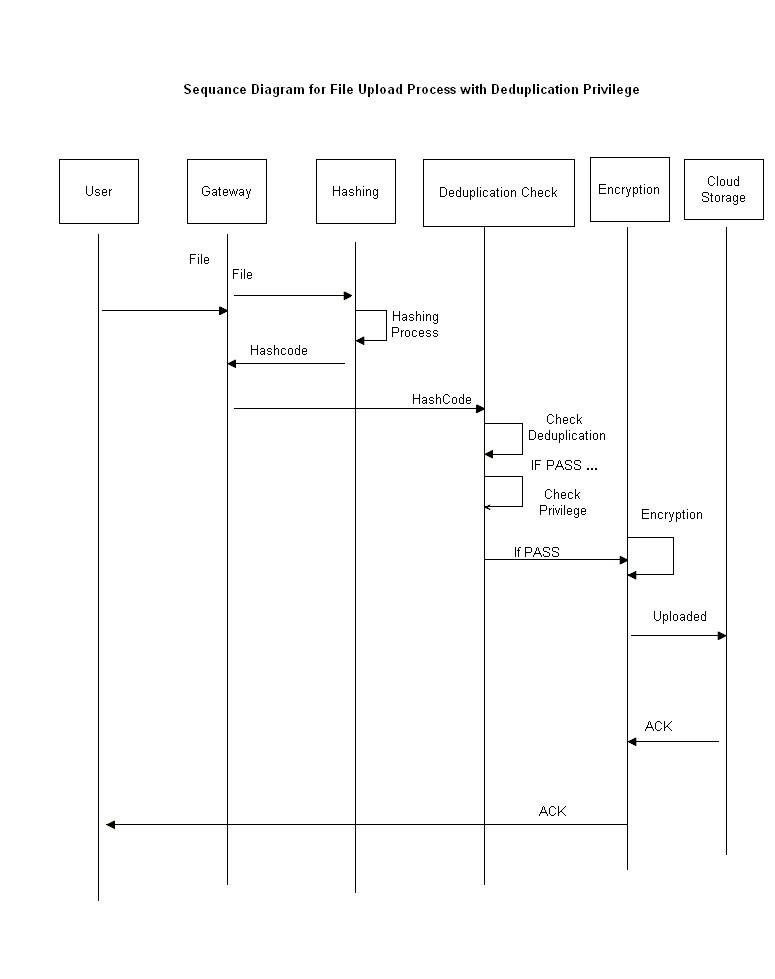 Sequance Diagram for File Upload Process with Deduplication Privilege
User
Gateway
Hashing
Deduplication Check
Encryption
Cloud
Storage
File
File
Hashing
Process
Hashcode
HashCode
Check
Deduplication
IF PASS ...
Check
Privilege
Encryption
If PASS
Uploaded
ACK
ACK